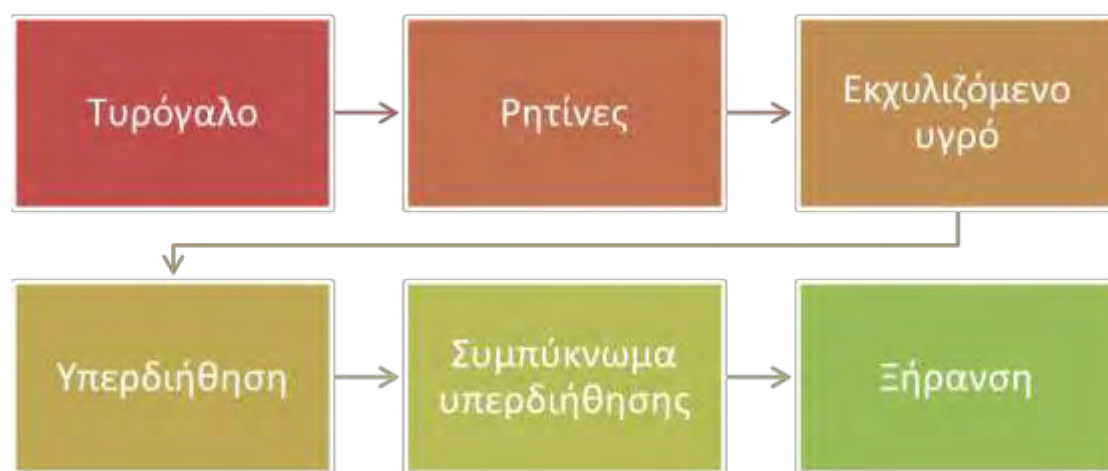 Τυρόγαλο
Ρητίνες
Εκχυλιζόμενο
υγρό
Υπερδιήθηση
Συμπύκνωμα
υπερδιήθησης
Ξήρανση